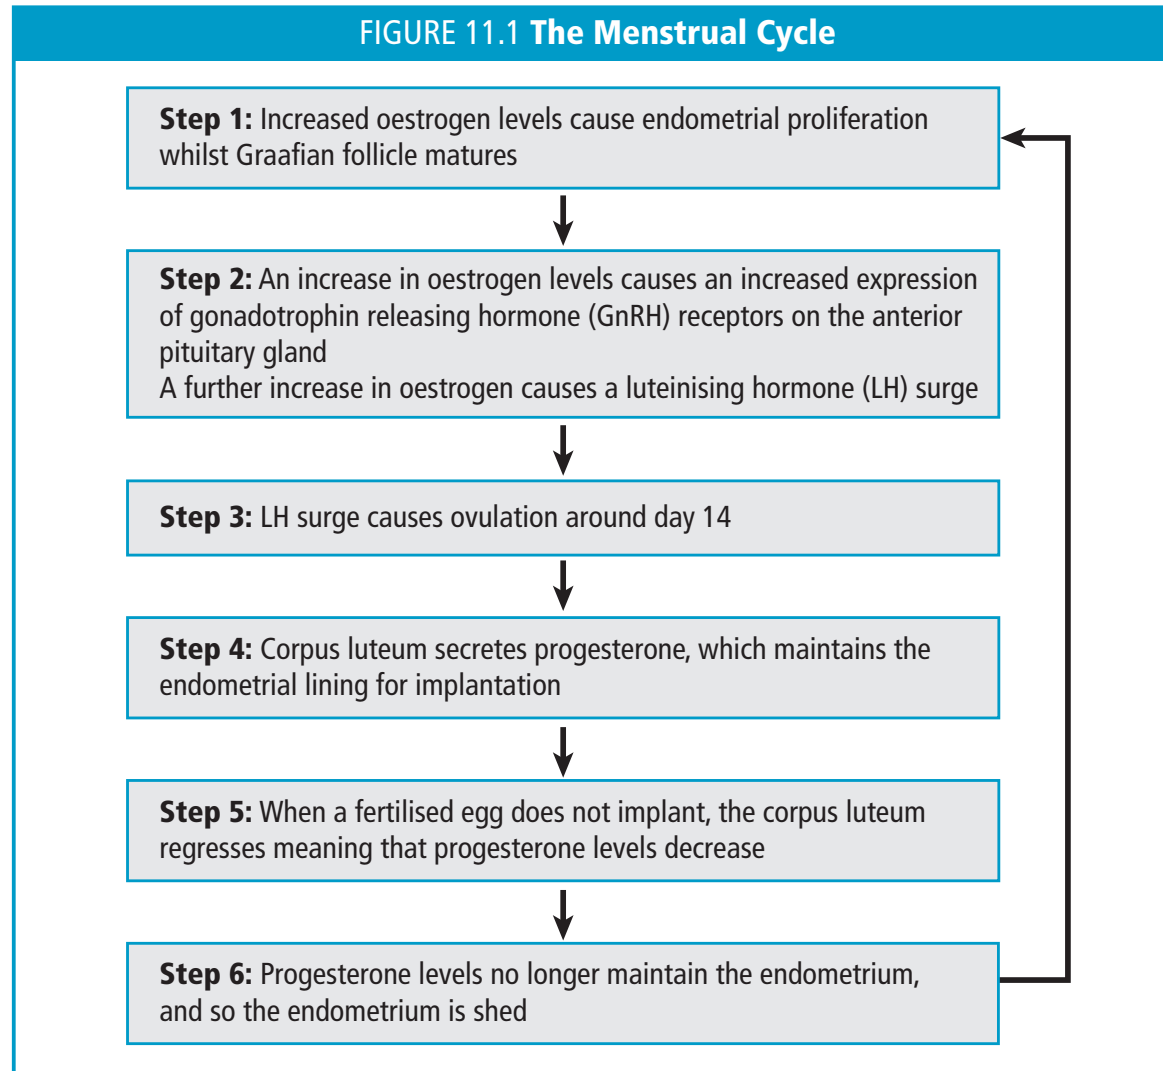 FIGURE 11.1 The Menstrual Cycle
Step 1: Increased oestrogen levels cause endometrial proliferation
whilst Graafian follicle matures
Step 2: An increase in oestrogen levels causes an increased expression
of gonadotrophin releasing hormone (GnRH) receptors on the anterior
pituitary gland
A further increase in oestrogen causes a luteinising hormone (LH) surge
Step 3: LH surge causes ovulation around day 14
Step 4: Corpus luteum secretes progesterone, which maintains the
endometrial lining for implantation
Step 5: When a fertilised egg does not implant, the corpus luteum
regresses meaning that progesterone levels decrease
Step 6: Progesterone levels no longer maintain the endometrium,
and so the endometrium is shed